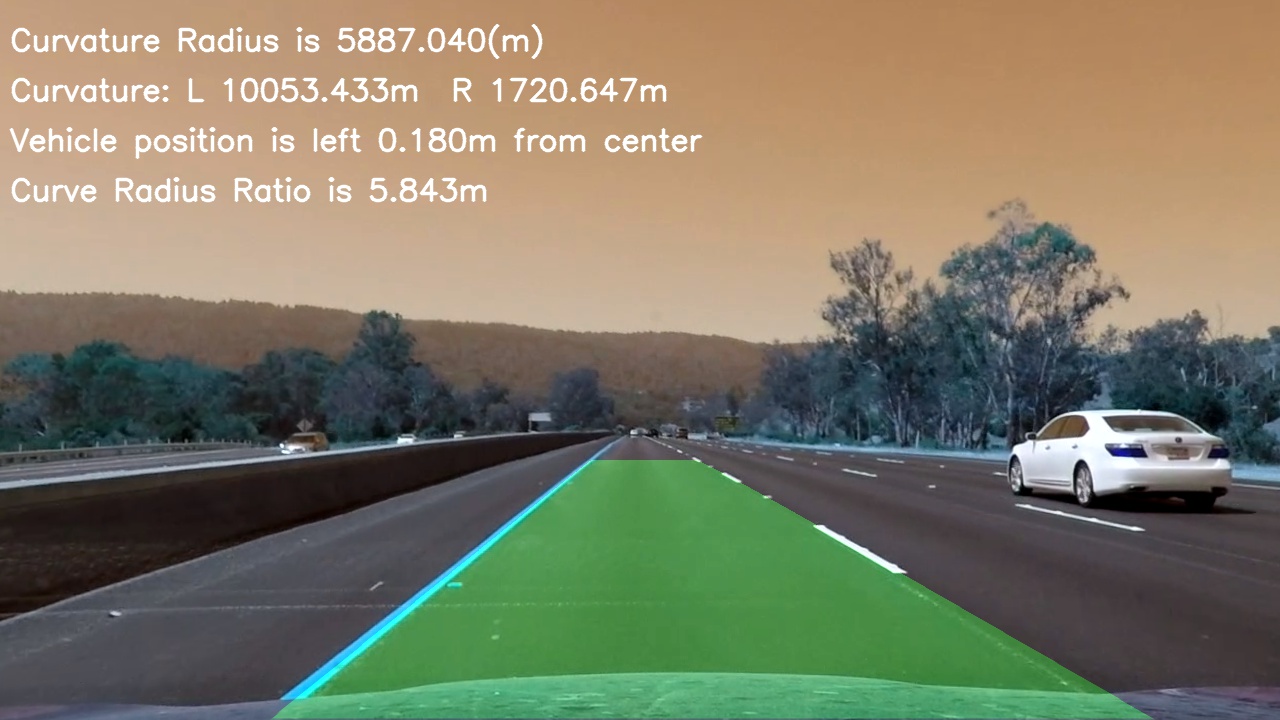 Curvature Radius is 5887.040(m)
Curvature: L 10053.433m R 1720.647m
Vehicle position is left 0.180m from center
Curve Radius Ratio is 5.843m